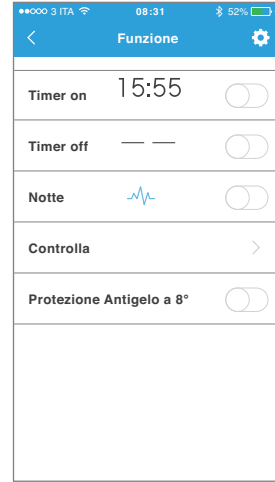 3 ITA 08:31 52%
Funzione
Timer on 15:55
Timer off — —
Notte
Controlla
Protezione Antigelo a 8°